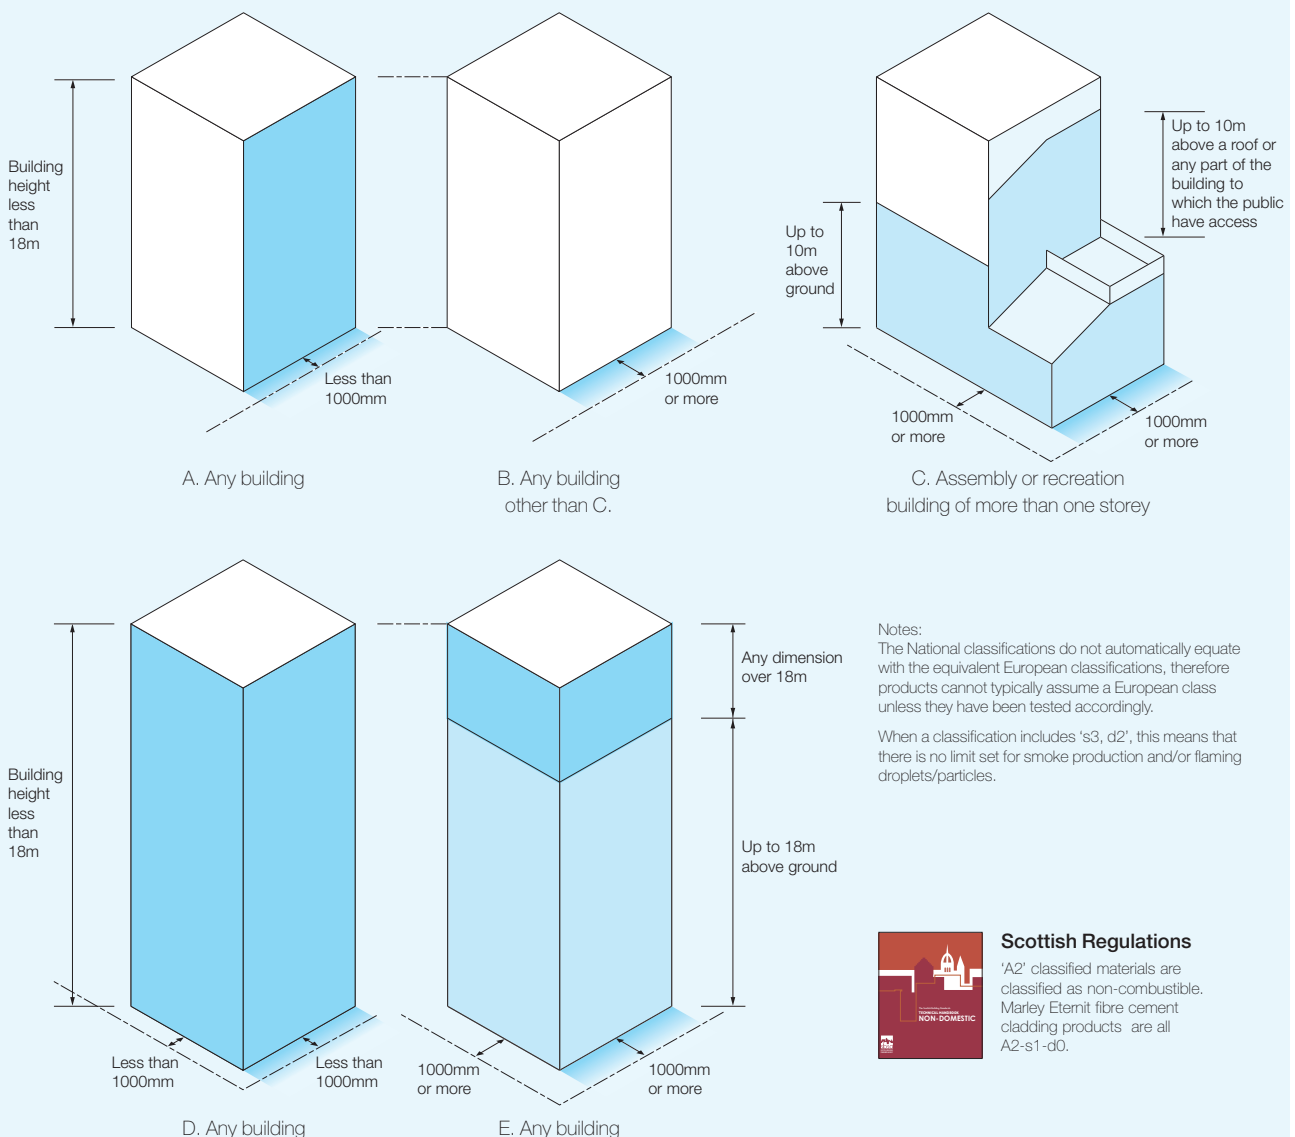 Building
height
less
than
18m
Less than
1000mm
A. Any building
1000mm
or more
B. Any building
other than C.
Up to
10m
above
ground
Up to 10m
above a roof or
any part of the
building to
which the public
have access
1000mm
or more
1000mm
or more
C. Assembly or recreation
building of more than one storey
Building
height
less
than
18m
Less than
1000mm
Less than
1000mm
D. Any building
Any dimension
over 18m
Up to 18m
above ground
1000mm
or more
1000mm
or more
E. Any building
Notes:
The National classifications do not automatically equate
with the equivalent European classifications, therefore
products cannot typically assume a European class
unless they have been tested accordingly.
When a classification includes ‘s3, d2’, this means that
there is no limit set for smoke production and/or flaming
droplets/particles.
TECHNICAL HANDBOOK
NON-DOMESTIC
Scottish Regulations
‘A2’ classified materials are
classified as non-combustible.
Marley Eternit fibre cement
cladding products are all
A2-s1-d0.